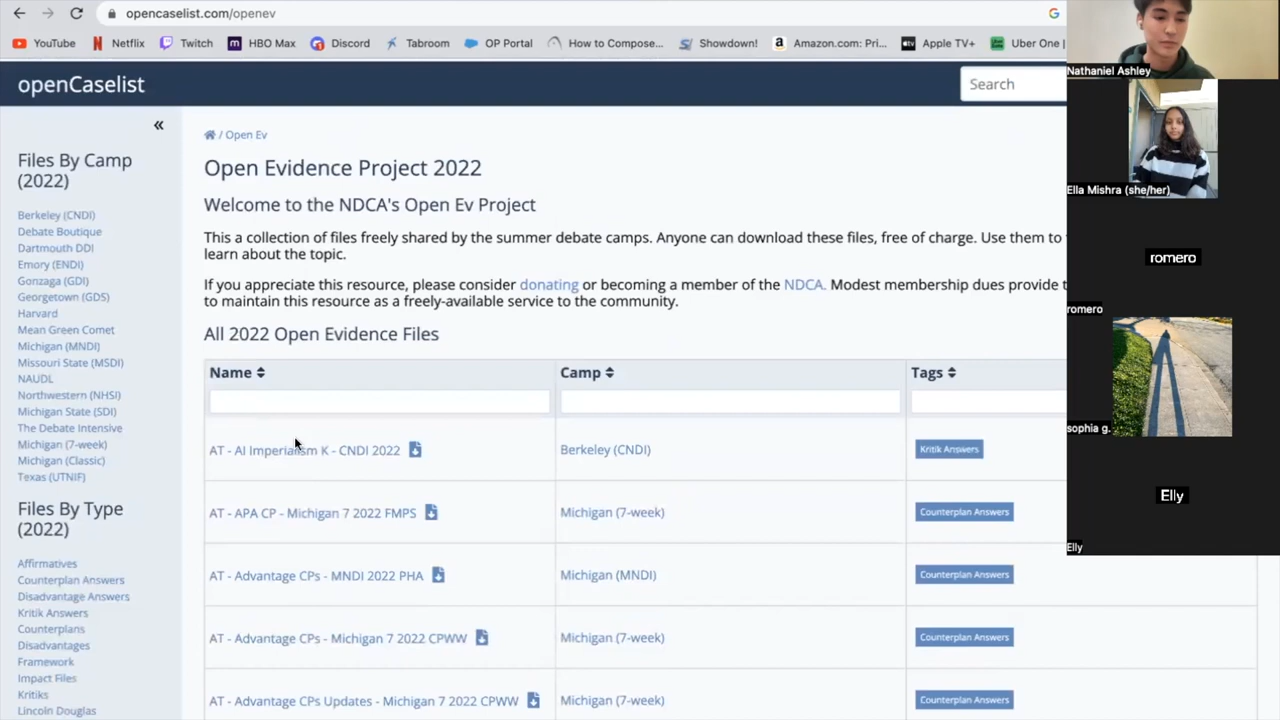 opencaselist.com/openev
YouTube Netflix Twitch HBO Max Discord Tabroom OP Portal How to Compose... Showdown! Amazon.com: Pri... Apple TV+ Uber One |
openCaselist
Search
«
Files By Camp
(2022)
Berkeley (CNDI)
Debate Boutique
Dartmouth DDI
Emory (ENDI)
Gonzaga (GDI)
Georgetown (GDS)
Harvard
Mean Green Comet
Michigan (MNDI)
Missouri State (MSDI)
NAUDL
Northwestern (NHSI)
Michigan State (SDI)
The Debate Intensive
Michigan (7-week)
Michigan (Classic)
Texas (UTNIF)
Files By Type
(2022)
Affirmatives
Counterplan Answers
Disadvantage Answers
Kritik Answers
Counterplans
Disadvantages
Framework
Impact Files
Kritiks
Lincoln Douglas
/ Open Ev
Open Evidence Project 2022
Welcome to the NDCA's Open Ev Project
This a collection of files freely shared by the summer debate camps. Anyone can download these files, free of charge. Use them to
learn about the topic.
If you appreciate this resource, please consider donating or becoming a member of the NDCA. Modest membership dues provide t
to maintain this resource as a freely-available service to the community.
All 2022 Open Evidence Files
Name Camp Tags
AT - AI Imperialism K - CNDI 2022 Berkeley (CNDI) Kritik Answers
AT - APA CP - Michigan 7 2022 FMPS Michigan (7-week) Counterplan Answers
AT - Advantage CPs - MNDI 2022 PHA Michigan (MNDI) Counterplan Answers
AT - Advantage CPs - Michigan 7 2022 CPWW Michigan (7-week) Counterplan Answers
AT - Advantage CPs Updates - Michigan 7 2022 CPWW Michigan (7-week) Counterplan Answers
Nathaniel Ashley
Ella Mishra (she/her)
romero
romero
sophia g.
Elly
Elly